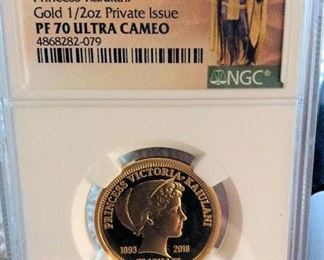 Princess Kaiulani
Gold 1/2oz Private Issue
PF 70 ULTRA CAMEO
4868282-079
NGC
PRINCESS VICTORIA KAIULANI
1893 2018